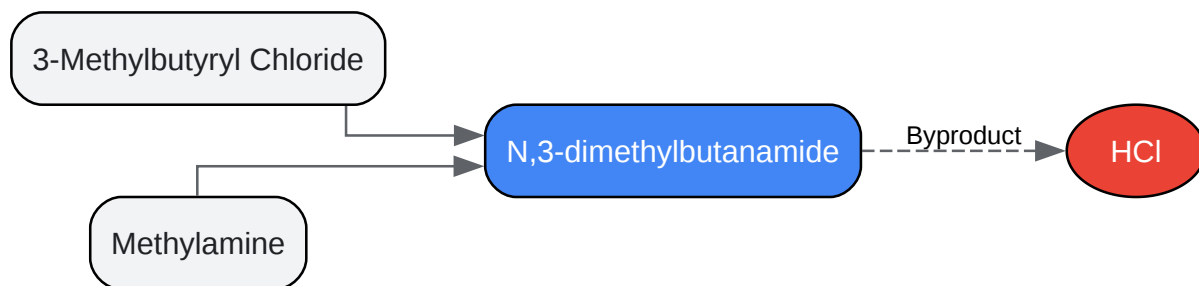 3-Methylbutyryl Chloride
Methylamine
N,3-dimethylbutanamide
Byproduct
HCl